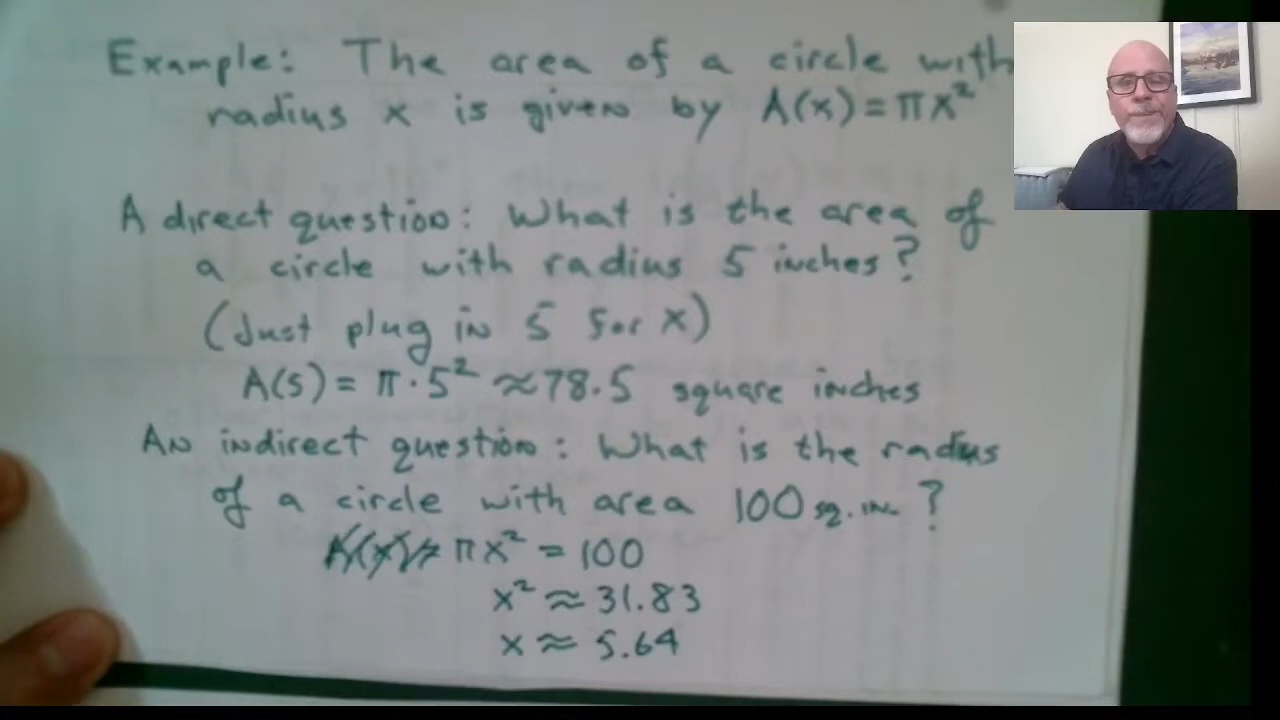 Example: The area of a circle with
radius x is given by A(x) = πx²
A direct question: What is the area of
a circle with radius 5 inches?
(Just plug in 5 for x)
A(5) = π·5² ≈ 78.5 square inches
An indirect question: What is the radius
of a circle with area 100 sq. in. ?
A(x) = πx² = 100
x² ≈ 31.83
x ≈ 5.64